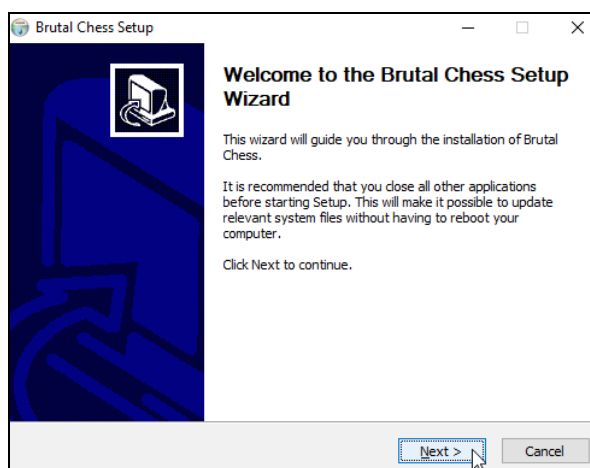 Brutal Chess Setup
Welcome to the Brutal Chess Setup
Wizard
This wizard will guide you through the installation of Brutal
Chess.
It is recommended that you close all other applications
before starting Setup. This will make it possible to update
relevant system files without having to reboot your
computer.
Click Next to continue.
Next >
Cancel